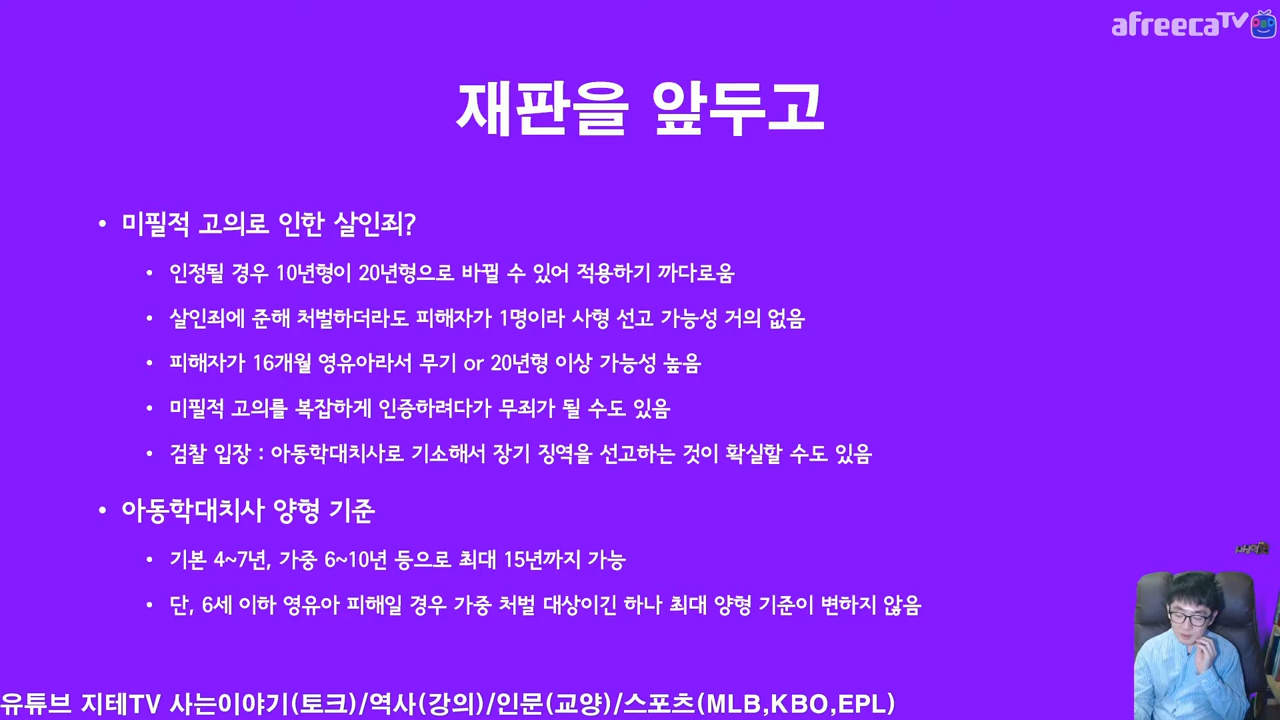 afreecaTV
재판을 앞두고
• 미필적 고의로 인한 살인죄?
• 인정될 경우 10년형이 20년형으로 바뀔 수 있어 적용하기 까다로움
• 살인죄에 준해 처벌하더라도 피해자가 1명이라 사형 선고 가능성 거의 없음
• 피해자가 16개월 영유아라서 무기 or 20년형 이상 가능성 높음
• 미필적 고의를 복잡하게 인증하려다가 무죄가 될 수도 있음
• 검찰 입장 : 아동학대치사로 기소해서 장기 징역을 선고하는 것이 확실할 수도 있음
• 아동학대치사 양형 기준
• 기본 4~7년, 가중 6~10년 등으로 최대 15년까지 가능
• 단, 6세 이하 영유아 피해일 경우 가중 처벌 대상이긴 하나 최대 양형 기준이 변하지 않음
유튜브 지테TV 사는이야기(토크)/역사(강의)/인문(교양)/스포츠(MLB,KBO,EPL)